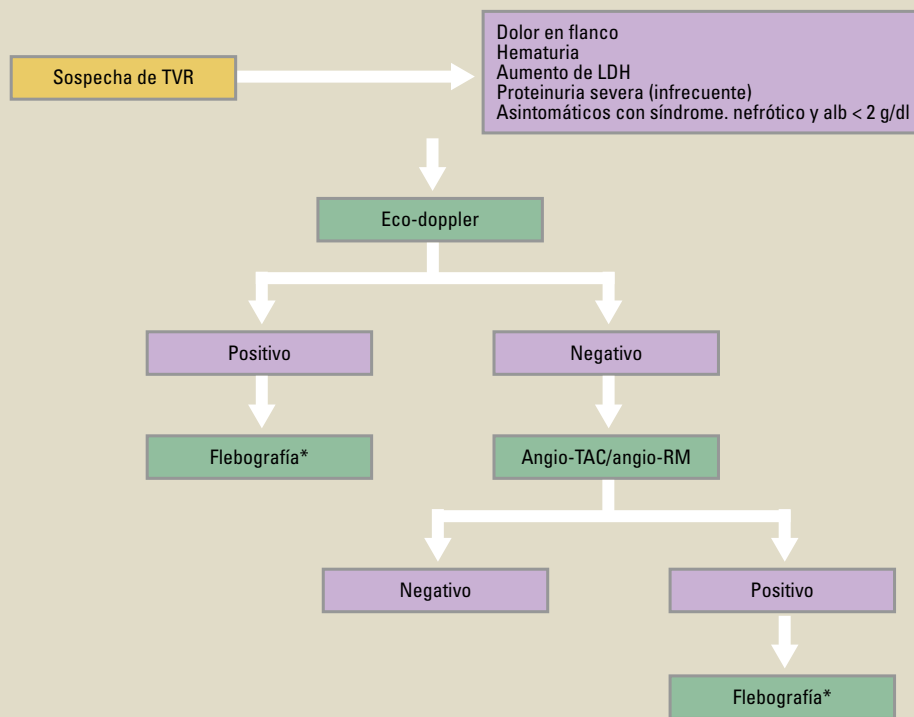 Sospecha de TVR
Dolor en flanco
Hematuria
Aumento de LDH
Proteinuria severa (infrecuente)
Asintomáticos con síndrome. nefrótico y alb < 2 g/dl
Eco-doppler
Positivo
Negativo
Flebografía*
Angio-TAC/angio-RM
Negativo
Positivo
Flebografía*